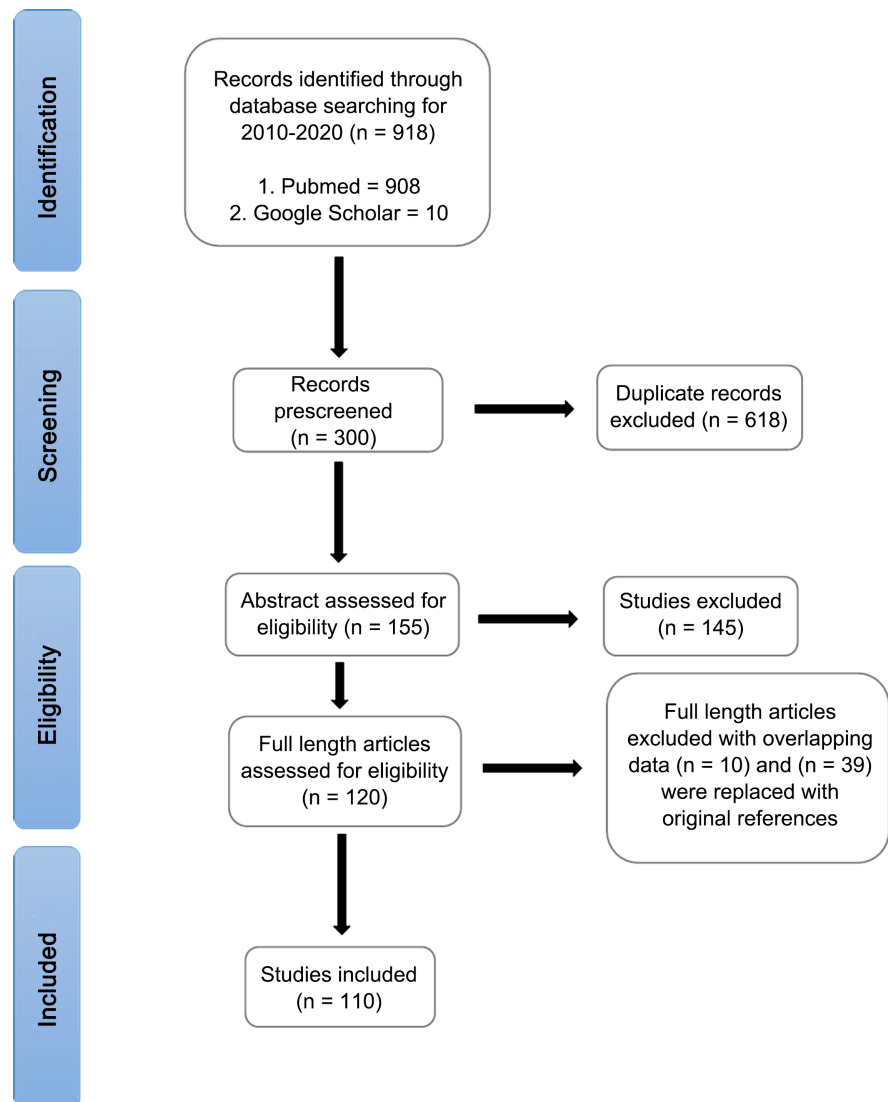 Identification
Records identified through
database searching for
2010-2020 (n = 918)
1. Pubmed = 908
2. Google Scholar = 10
Screening
Records
prescreened
(n = 300)
Duplicate records
excluded (n = 618)
Eligibility
Abstract assessed for
eligibility (n = 155)
Studies excluded
(n = 145)
Full length articles
assessed for eligibility
(n = 120)
Full length articles
excluded with overlapping
data (n = 10) and (n = 39)
were replaced with
original references
Included
Studies included
(n = 110)